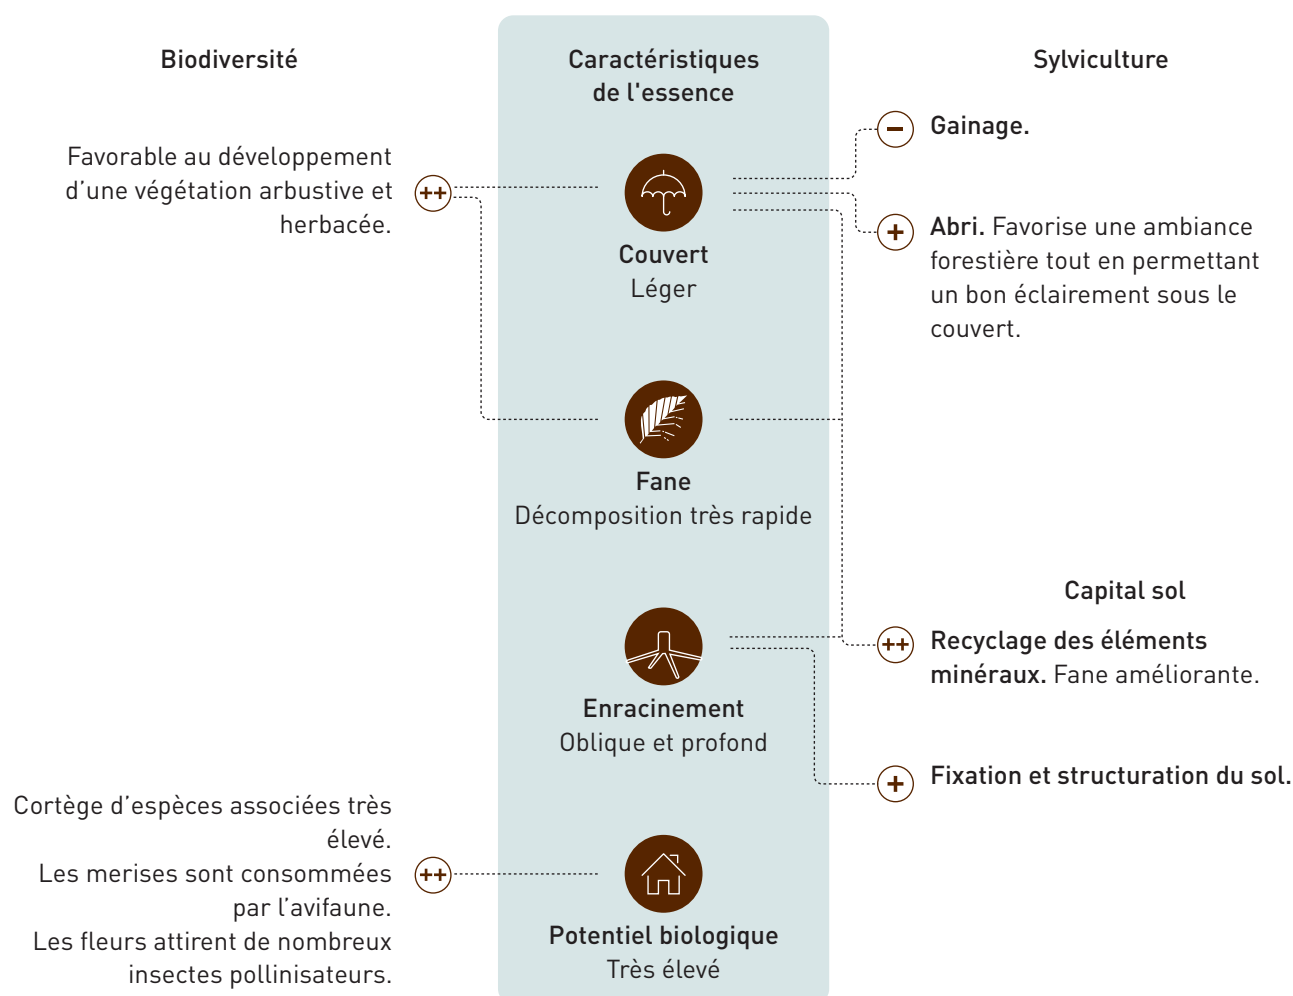 Biodiversité
Favorable au développement
d’une végétation arbustive et
herbacée.
++
Cortège d’espèces associées très
élevé.
Les merises sont consommées
par l’avifaune.
Les fleurs attirent de nombreux
insectes pollinisateurs.
++
Caractéristiques
de l'essence
Couvert
Léger
Fane
Décomposition très rapide
Enracinement
Oblique et profond
Potentiel biologique
Très élevé
Sylviculture
− Gainage.
+ Abri. Favorise une ambiance
forestière tout en permettant
un bon éclairement sous le
couvert.
Capital sol
++ Recyclage des éléments
minéraux. Fane améliorante.
+ Fixation et structuration du sol.